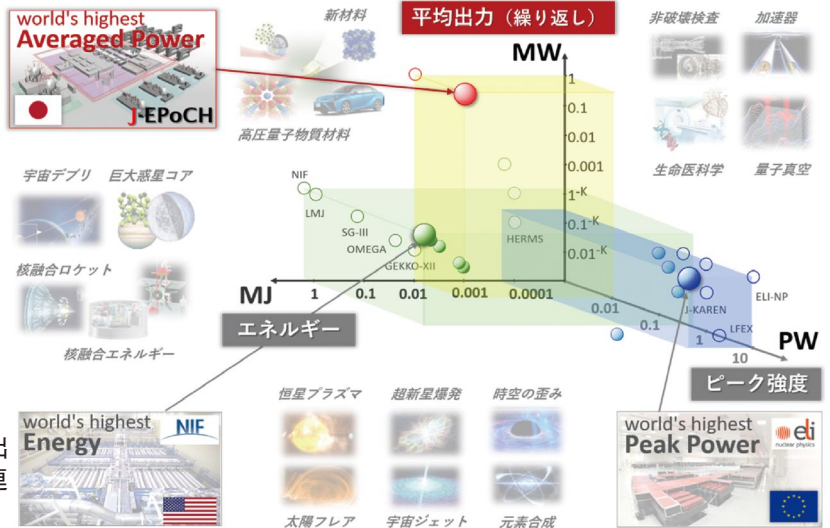 world's highest
Averaged Power
J-EPoCH
新材料
高圧量子物質材料
平均出力（繰り返し）
非破壊検査
加速器
生命医科学
量子真空
MW
1
0.1
0.01
0.001
1-K
0.1-K
0.01-K
宇宙デブリ
巨大惑星コア
核融合ロケット
核融合エネルギー
NIF
LMJ
SG-III
OMEGA
GEKKO-XII
HERMS
MJ
1
0.1
0.01
0.001
0.0001
エネルギー
0.01
0.1
1
10
PW
J-KAREN
LFEX
ELI-NP
ピーク強度
world's highest
Energy
NIF
恒星プラズマ
超新星爆発
時空の歪み
太陽フレア
宇宙ジェット
元素合成
world's highest
Peak Power
eli
nuclear physics
出